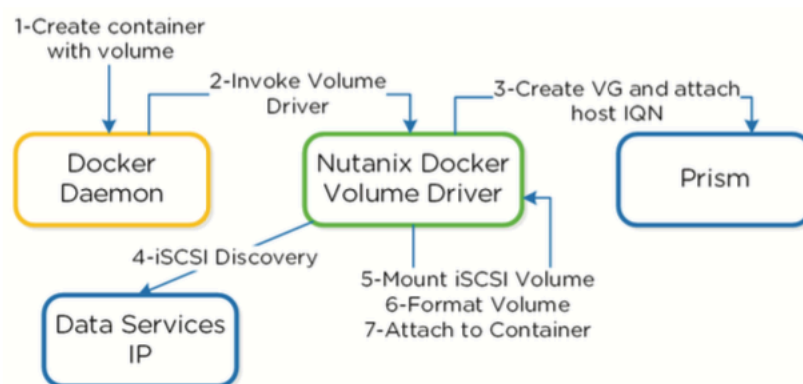 1-Create container
with volume
2-Invoke Volume
Driver
3-Create VG and attach
host IQN
Docker
Daemon
Nutanix Docker
Volume Driver
Prism
4-iSCSI Discovery
Data Services
IP
5-Mount iSCSI Volume
6-Format Volume
7-Attach to Container